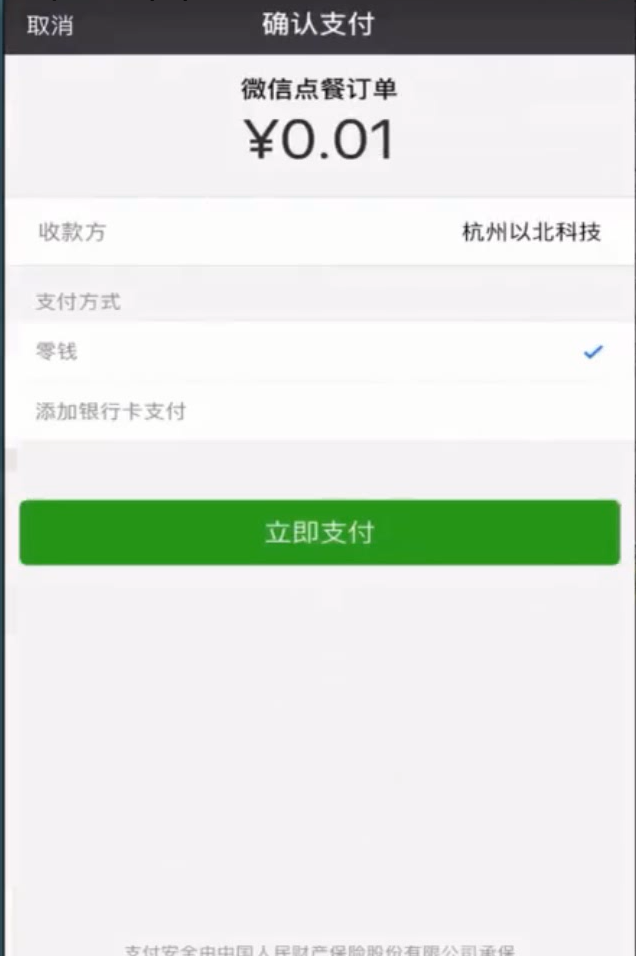 取消 确认支付
微信点餐订单
¥0.01
收款方 杭州以北科技
支付方式
零钱
添加银行卡支付
立即支付
支付安全由中国人民财产保险股份有限公司承保